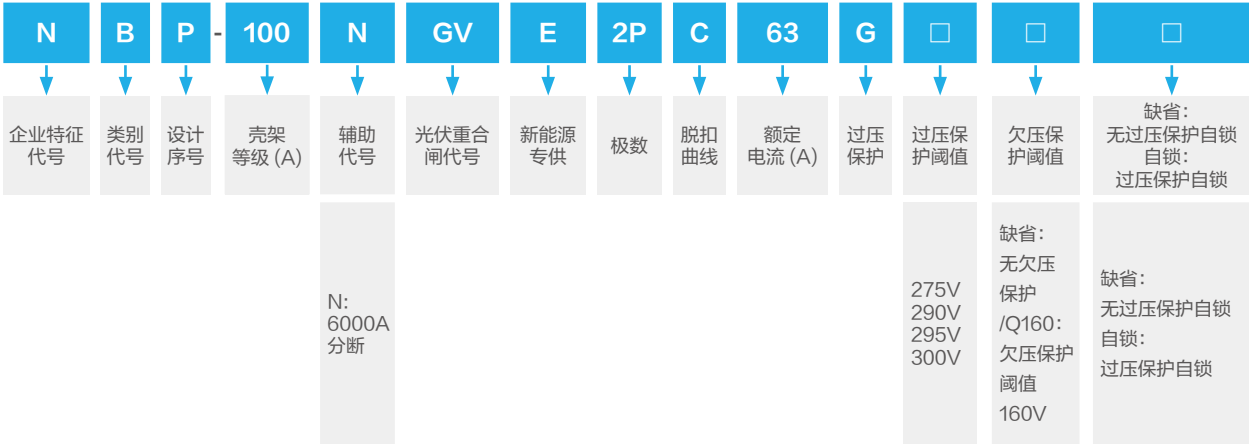 N B P - 100 N GV E 2P C 63 G □ □ □
企业特征
代号
类别
代号
设计
序号
壳架
等级 (A)
辅助
代号
光伏重合
闸代号
新能源
专供
极数
脱扣
曲线
额定
电流 (A)
过压
保护
过压保
护阈值
欠压保
护阈值
缺省：
无过压保护自锁
自锁：
过压保护自锁
N:
6000A
分断
275V
290V
295V
300V
缺省：
无欠压
保护
/Q160：
欠压保护
阈值
160V
缺省：
无过压保护自锁
自锁：
过压保护自锁